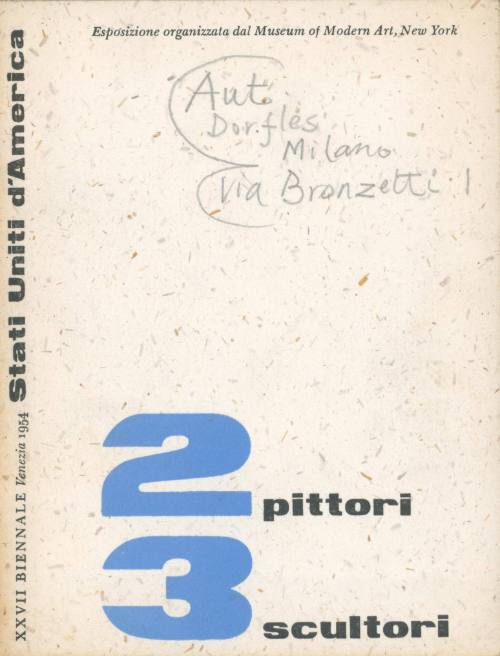 Esposizione organizzata dal Museum of Modern Art, New York
Aut.
Dorfles
Milano
Via Bronzetti 1
XXVII BIENNALE Venezia 1954 Stati Uniti d'America
2 pittori
3 scultori